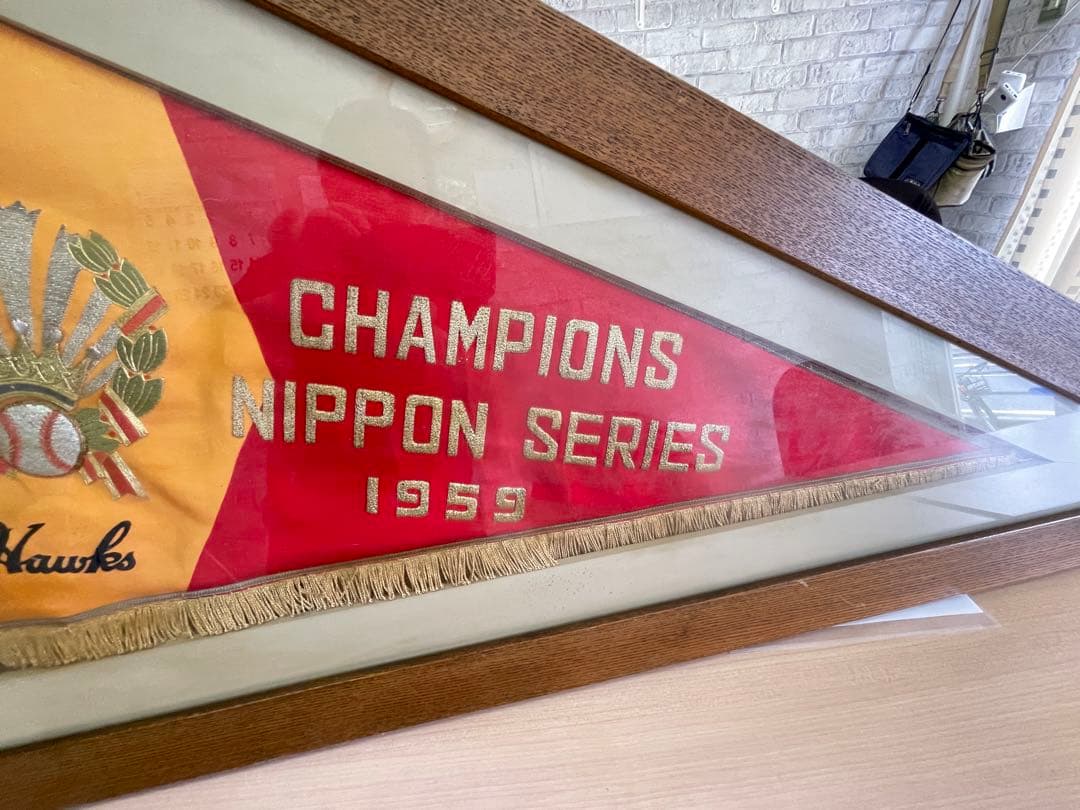 CHAMPIONS
NIPPON SERIES
1959
Hawks